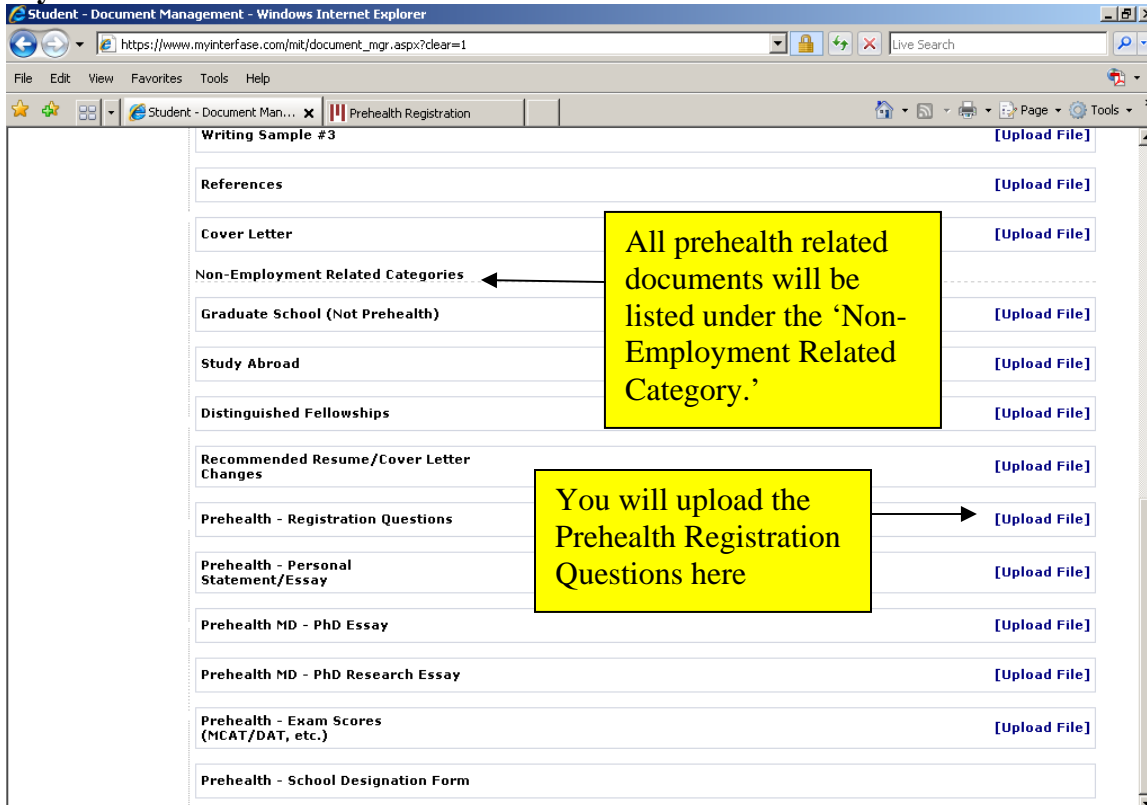 Student - Document Management - Windows Internet Explorer
https://www.myinterfase.com/mit/document_mgr.aspx?clear=1
Live Search
File Edit View Favorites Tools Help
Student - Document Man... Prehealth Registration
Page Tools
Writing Sample #3 [Upload File]
References [Upload File]
Cover Letter [Upload File]
Non-Employment Related Categories
All prehealth related
documents will be
listed under the ‘Non-
Employment Related
Category.’
Graduate School (Not Prehealth) [Upload File]
Study Abroad [Upload File]
Distinguished Fellowships [Upload File]
Recommended Resume/Cover Letter
Changes [Upload File]
You will upload the
Prehealth Registration
Questions here
Prehealth - Registration Questions [Upload File]
Prehealth - Personal
Statement/Essay [Upload File]
Prehealth MD - PhD Essay [Upload File]
Prehealth MD - PhD Research Essay [Upload File]
Prehealth - Exam Scores
(MCAT/DAT, etc.) [Upload File]
Prehealth - School Designation Form